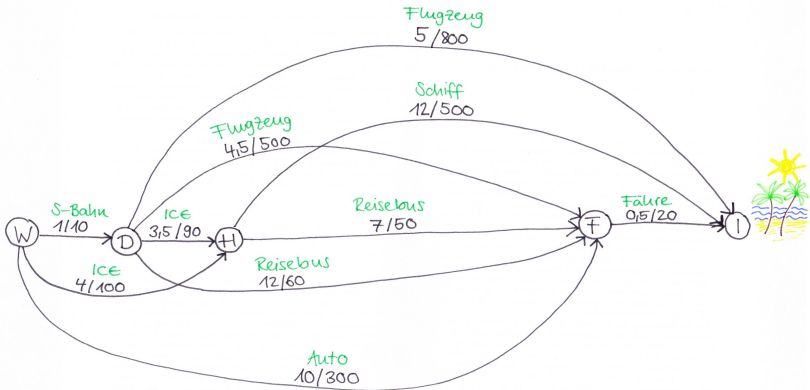 Flugzeug
5/800
Schiff
12/500
Flugzeug
4,5/500
S-Bahn
1/10
ICE
3,5/90
Reisebus
7/50
Fähre
0,5/20
W
D
H
F
I
ICE
4/100
Reisebus
12/60
Auto
10/300